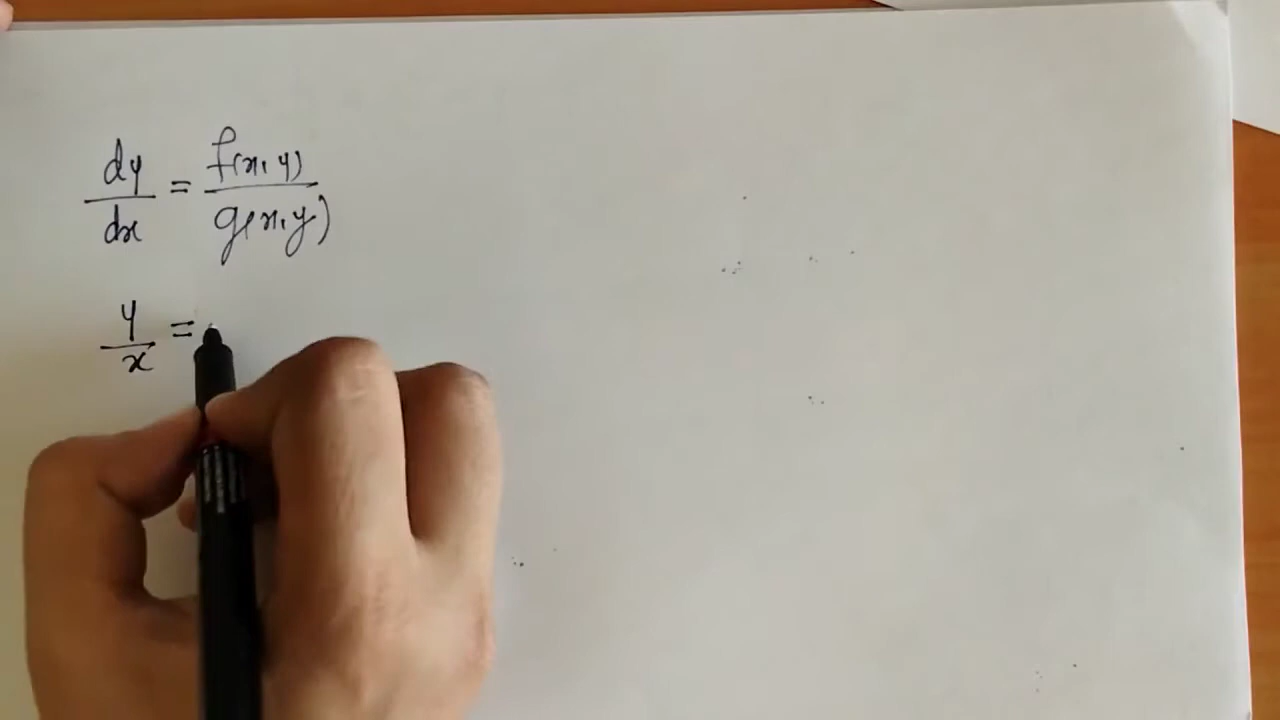 dy/dx = f(x, y)/g(x, y)
y/x =